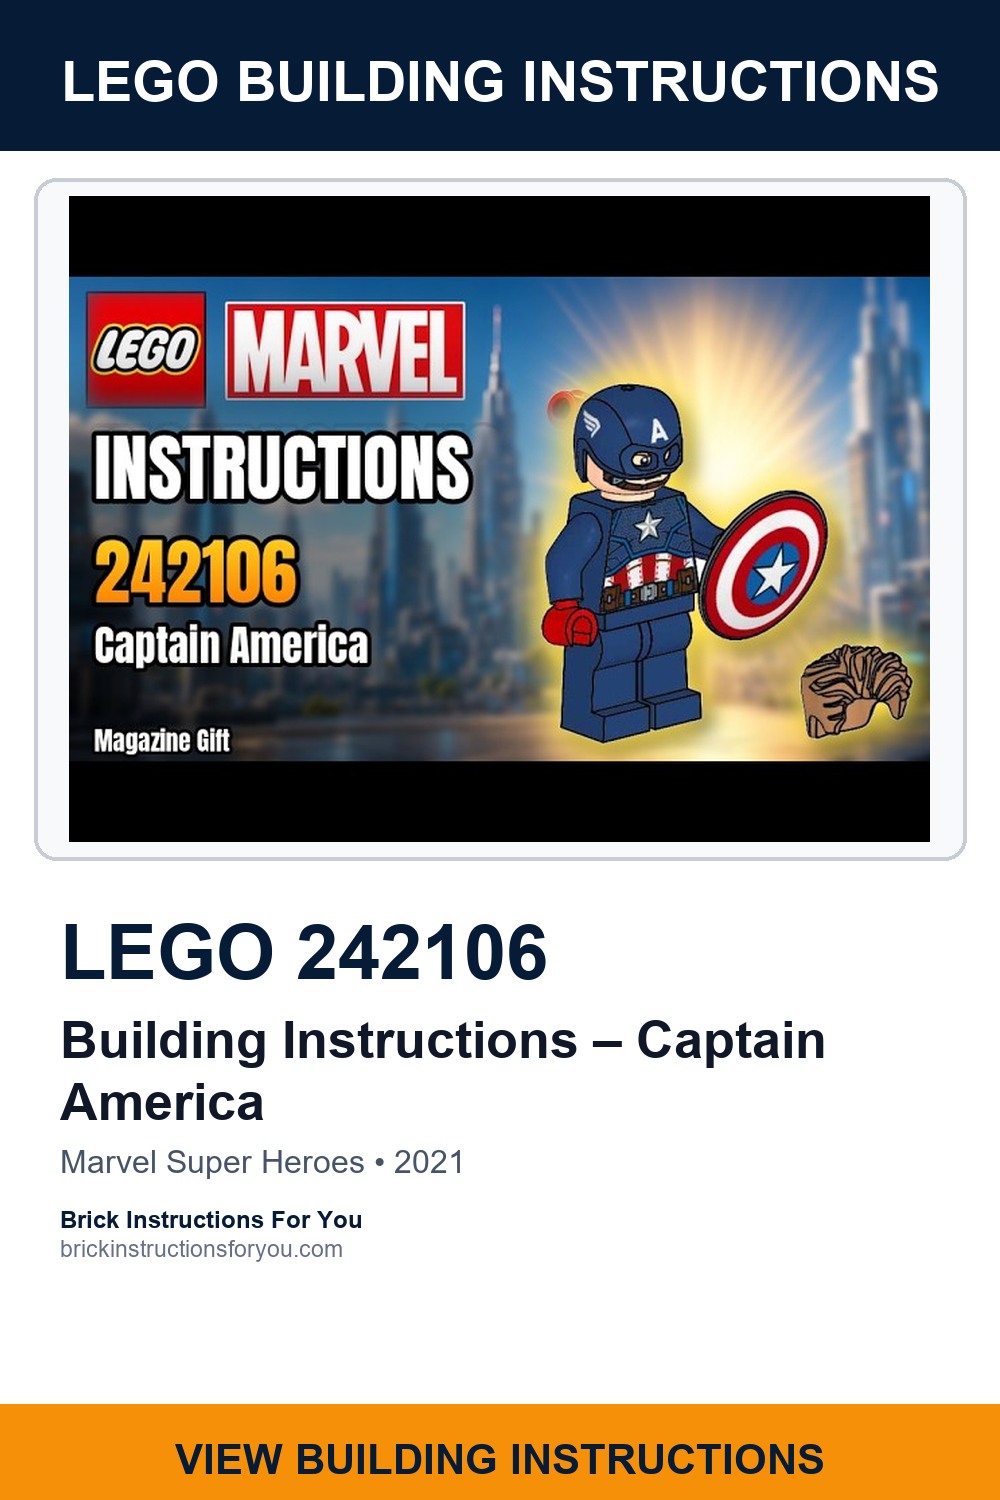 LEGO BUILDING INSTRUCTIONS
LEGO MARVEL
INSTRUCTIONS
242106
Captain America
Magazine Gift
A
LEGO 242106
Building Instructions – Captain
America
Marvel Super Heroes • 2021
Brick Instructions For You
brickinstructionsforyou.com
VIEW BUILDING INSTRUCTIONS